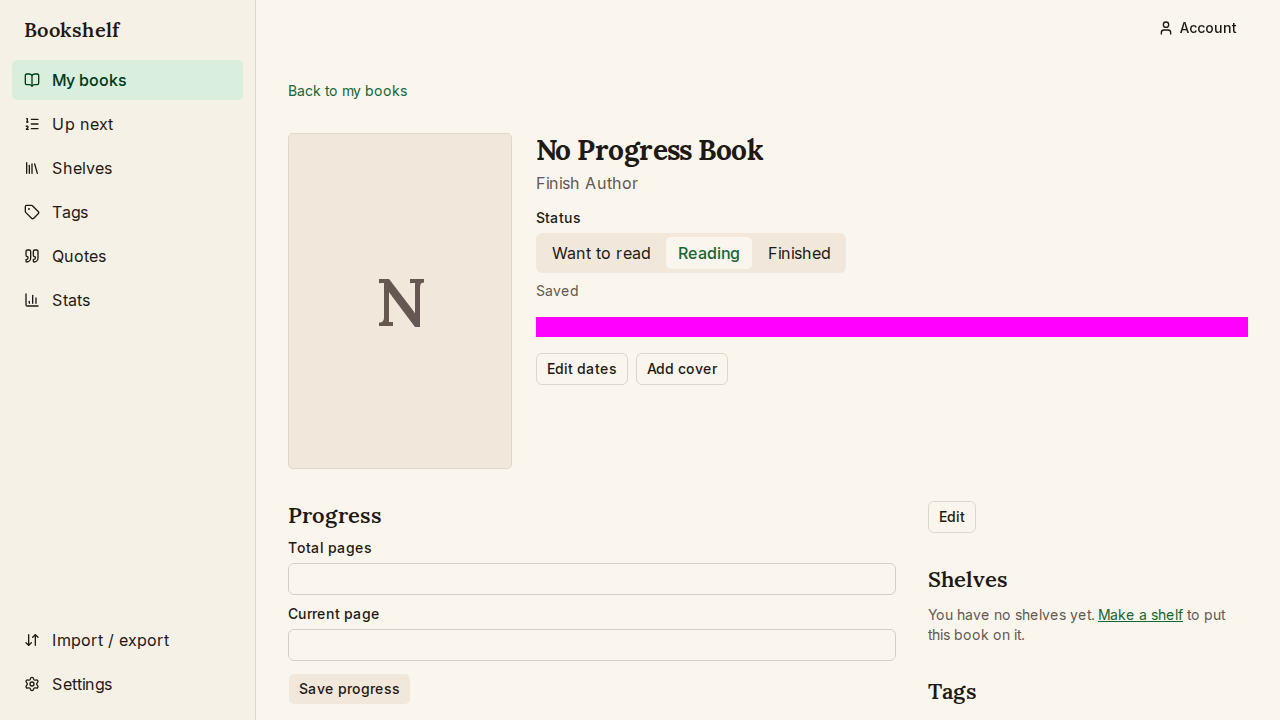 Bookshelf
My books
Up next
Shelves
Tags
Quotes
Stats
Import / export
Settings
Account
Back to my books
N
No Progress Book
Finish Author
Status
Want to read
Reading
Finished
Saved
Edit dates
Add cover
Progress
Total pages
Current page
Save progress
Edit
Shelves
You have no shelves yet. Make a shelf to put
this book on it.
Tags